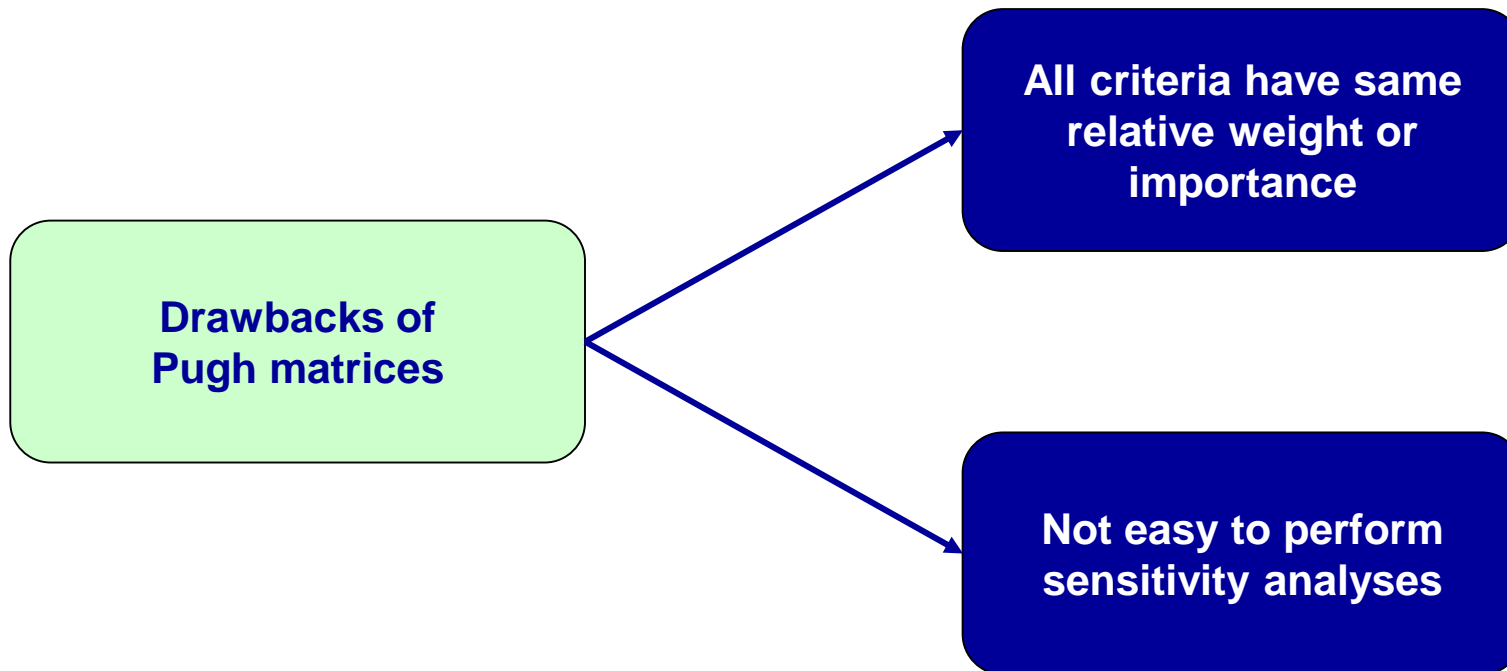 Drawbacks of
Pugh matrices
All criteria have same
relative weight or
importance
Not easy to perform
sensitivity analyses